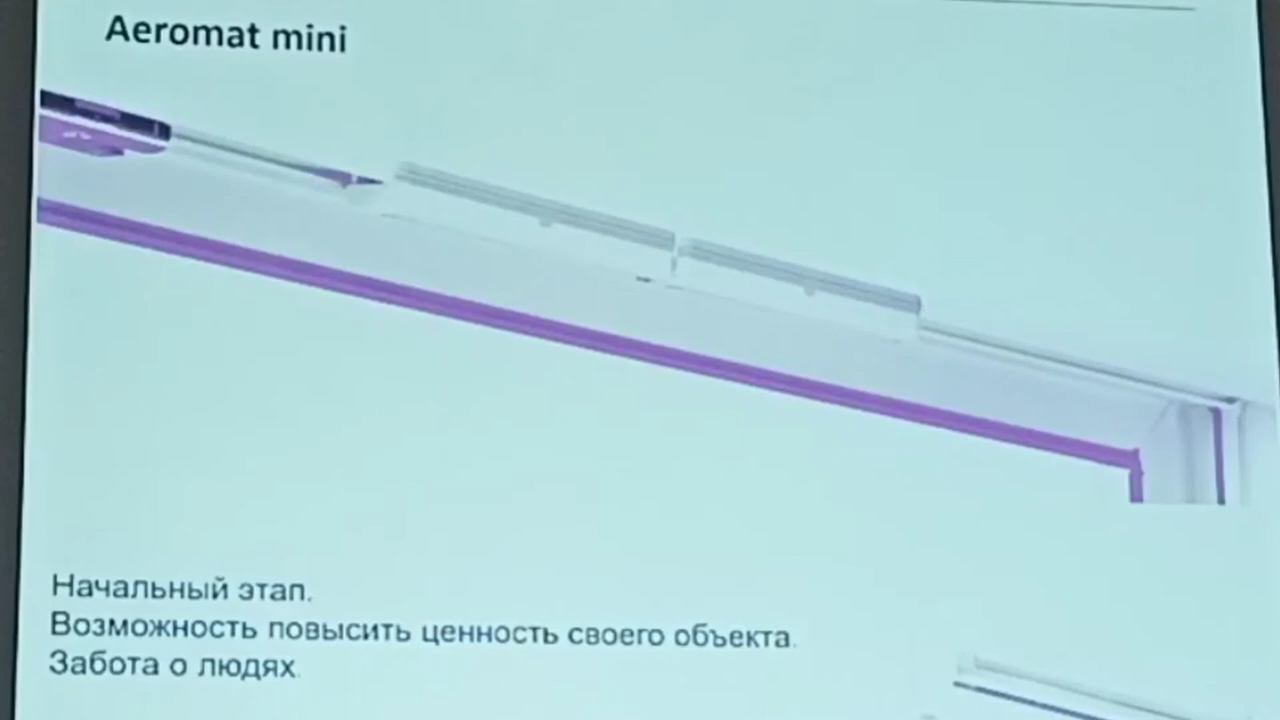 Aeromat mini
Начальный этап.
Возможность повысить ценность своего объекта.
Забота о людях.